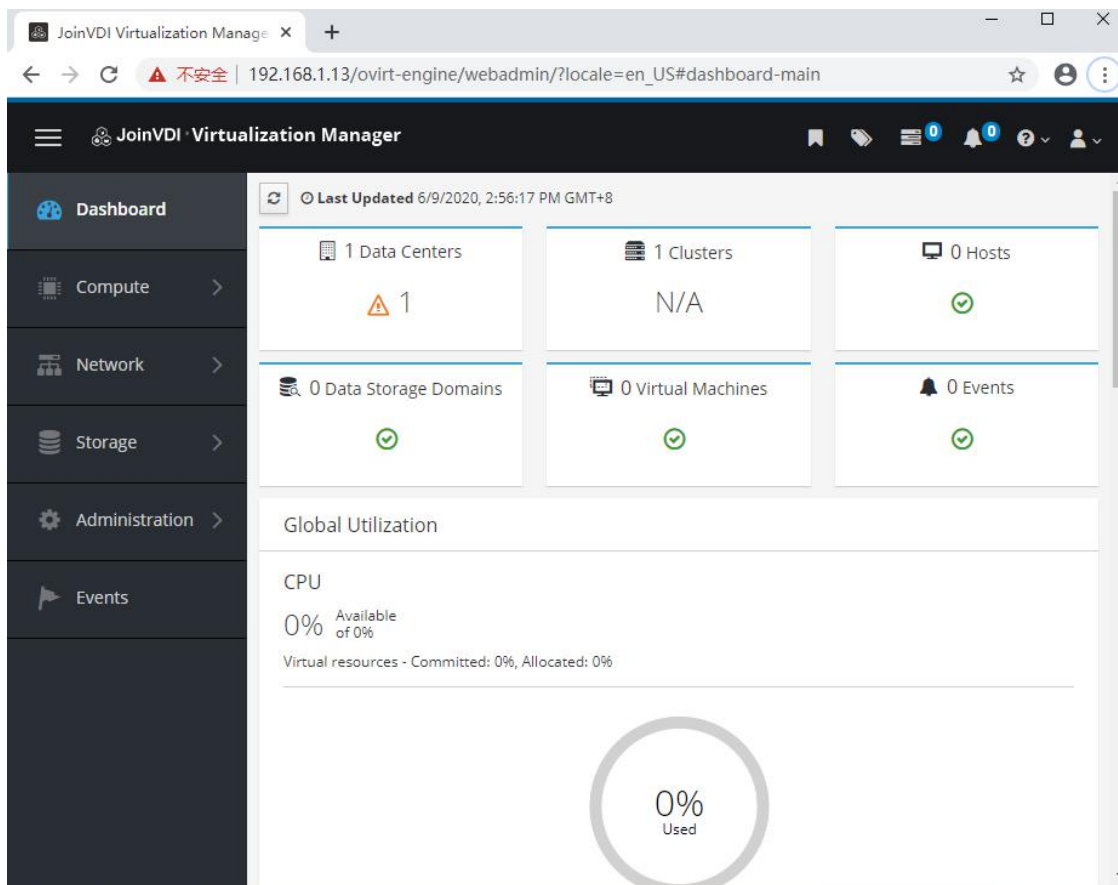 JoinVDI Virtualization Manage
不安全 192.168.1.13/ovirt-engine/webadmin/?locale=en_US#dashboard-main
JoinVDI Virtualization Manager
0 0
Dashboard
Compute
Network
Storage
Administration
Events
Last Updated 6/9/2020, 2:56:17 PM GMT+8
1 Data Centers
1
1 Clusters
N/A
0 Hosts
0 Data Storage Domains
0 Virtual Machines
0 Events
Global Utilization
CPU
0% Available
of 0%
Virtual resources - Committed: 0%, Allocated: 0%
0%
Used